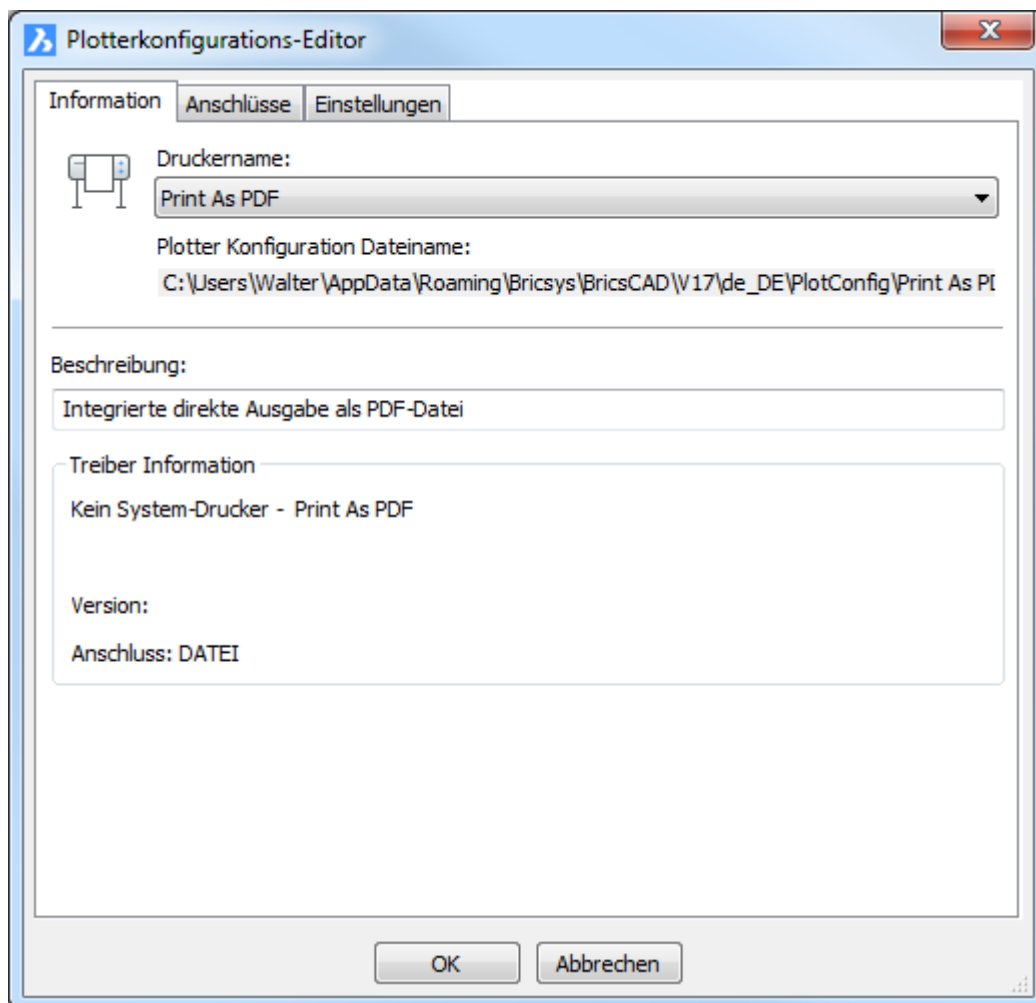 Plotterkonfigurations-Editor
Information Anschlüsse Einstellungen
Druckername:
Print As PDF
Plotter Konfiguration Dateiname:
C:\Users\Walter\AppData\Roaming\Bricsys\BricsCAD\V17\de_DE\PlotConfig\Print As
Beschreibung:
Integrierte direkte Ausgabe als PDF-Datei
Treiber Information
Kein System-Drucker - Print As PDF
Version:
Anschluss: DATEI
OK Abbrechen